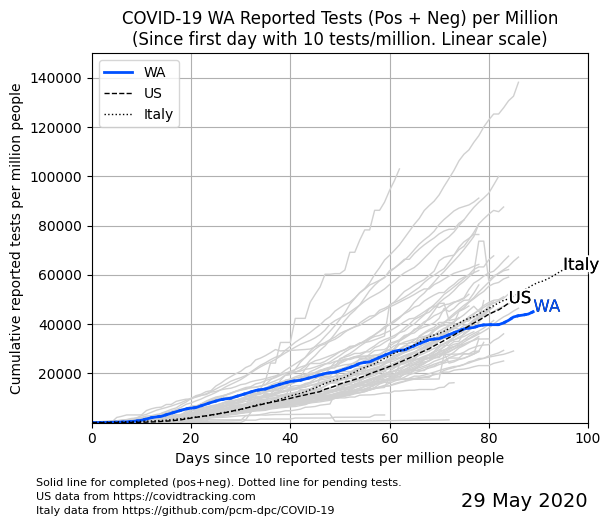 COVID-19 WA Reported Tests (Pos + Neg) per Million
(Since first day with 10 tests/million. Linear scale)
Cumulative reported tests per million people
140000
120000
100000
80000
60000
40000
20000
WA
US
Italy
Italy
US
WA
0
20
40
60
80
100
Days since 10 reported tests per million people
Solid line for completed (pos+neg). Dotted line for pending tests.
US data from https://covidtracking.com
Italy data from https://github.com/pcm-dpc/COVID-19
29 May 2020